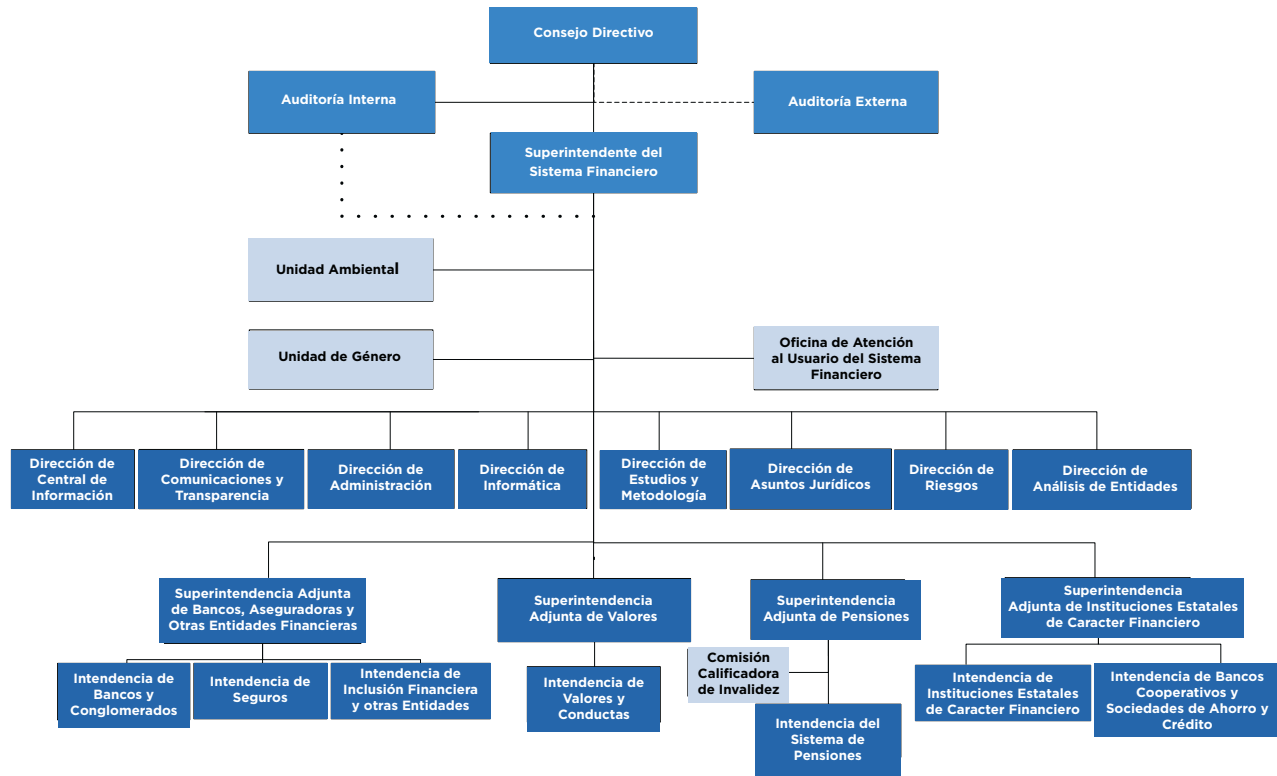 Consejo Directivo
Auditoría Interna
Auditoría Externa
Superintendente del
Sistema Financiero
Unidad Ambiental
Unidad de Género
Oficina de Atención
al Usuario del Sistema
Financiero
Dirección de
Central de
Información
Dirección de
Comunicaciones y
Transparencia
Dirección de
Administración
Dirección de
Informática
Dirección de
Estudios y
Metodología
Dirección de
Asuntos Jurídicos
Dirección de
Riesgos
Dirección de
Análisis de Entidades
Superintendencia Adjunta
de Bancos, Aseguradoras y
Otras Entidades Financieras
Superintendencia
Adjunta de Valores
Superintendencia
Adjunta de Pensiones
Superintendencia
Adjunta de Instituciones Estatales
de Caracter Financiero
Intendencia de
Bancos y
Conglomerados
Intendencia de
Seguros
Intendencia de
Inclusión Financiera
y otras Entidades
Intendencia de
Valores y
Conductas
Comisión
Calificadora
de Invalidez
Intendencia del
Sistema de
Pensiones
Intendencia de
Instituciones Estatales
de Caracter Financiero
Intendencia de Bancos
Cooperativos y
Sociedades de Ahorro y
Crédito